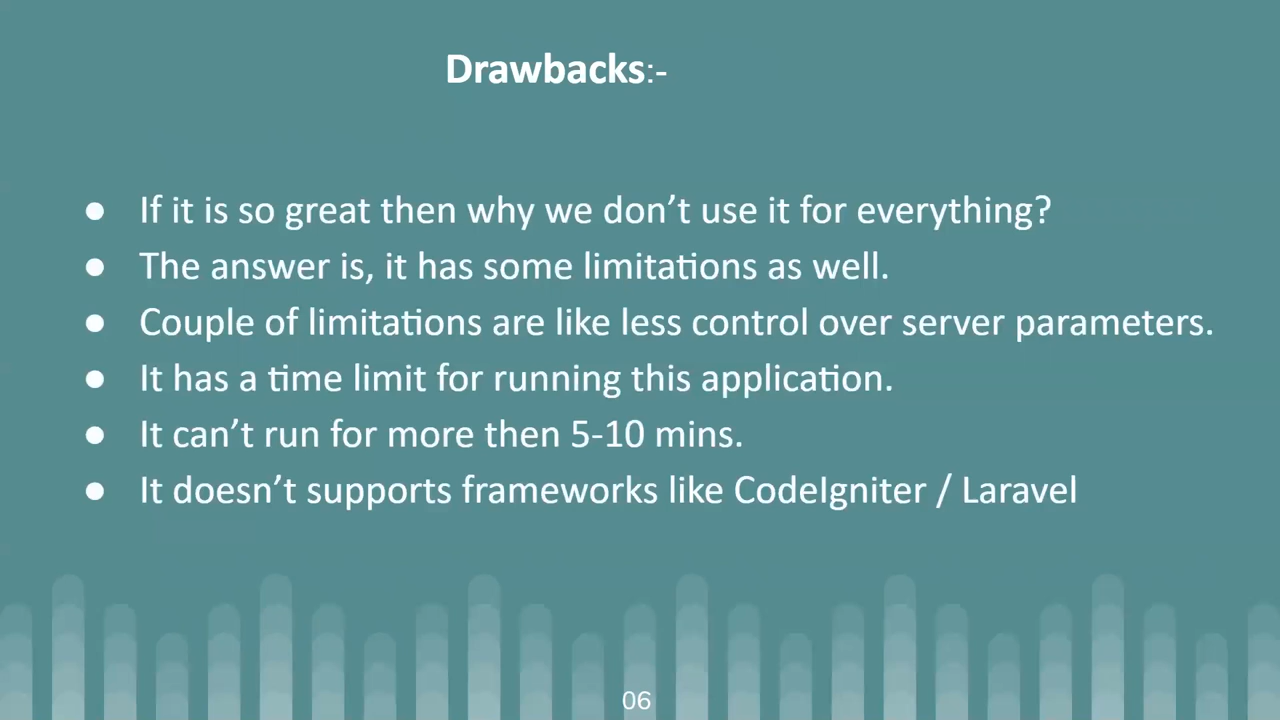 Drawbacks:-
● If it is so great then why we don’t use it for everything?
● The answer is, it has some limitations as well.
● Couple of limitations are like less control over server parameters.
● It has a time limit for running this application.
● It can’t run for more then 5-10 mins.
● It doesn’t supports frameworks like CodeIgniter / Laravel
06